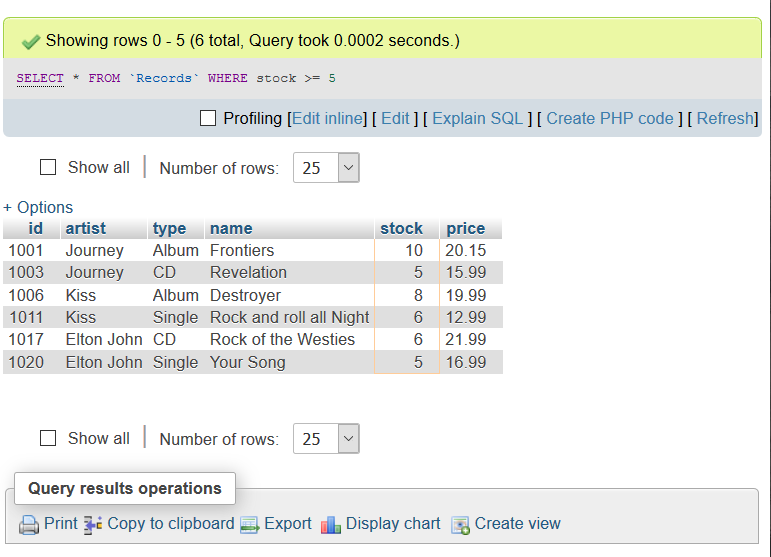 Showing rows 0 - 5 (6 total, Query took 0.0002 seconds.)
SELECT * FROM `Records` WHERE stock >= 5
Profiling [Edit inline] [ Edit ] [ Explain SQL ] [ Create PHP code ] [ Refresh]
Show all | Number of rows: 25
+ Options
id artist type name stock price
1001 Journey Album Frontiers 10 20.15
1003 Journey CD Revelation 5 15.99
1006 Kiss Album Destroyer 8 19.99
1011 Kiss Single Rock and roll all Night 6 12.99
1017 Elton John CD Rock of the Westies 6 21.99
1020 Elton John Single Your Song 5 16.99
Show all | Number of rows: 25
Query results operations
Print Copy to clipboard Export Display chart Create view